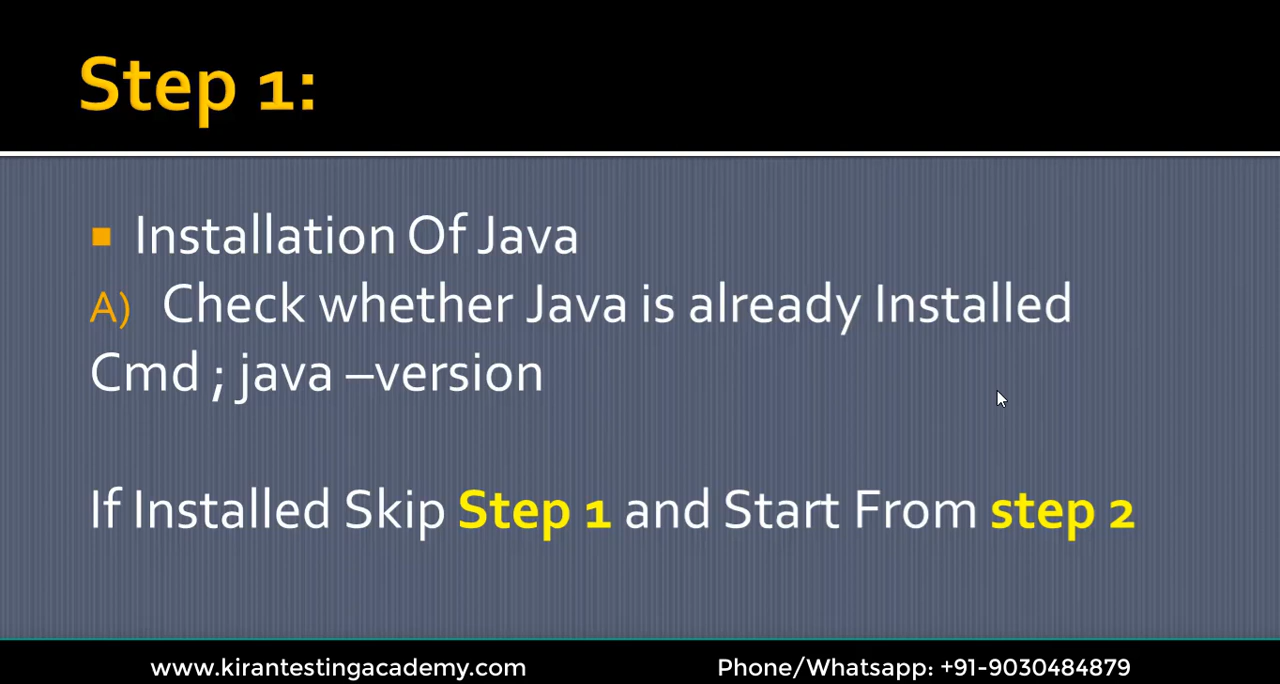 Step 1:
Installation Of Java
A) Check whether Java is already Installed
Cmd ; java –version
If Installed Skip Step 1 and Start From step 2
www.kirantestingacademy.com Phone/Whatsapp: +91-9030484879